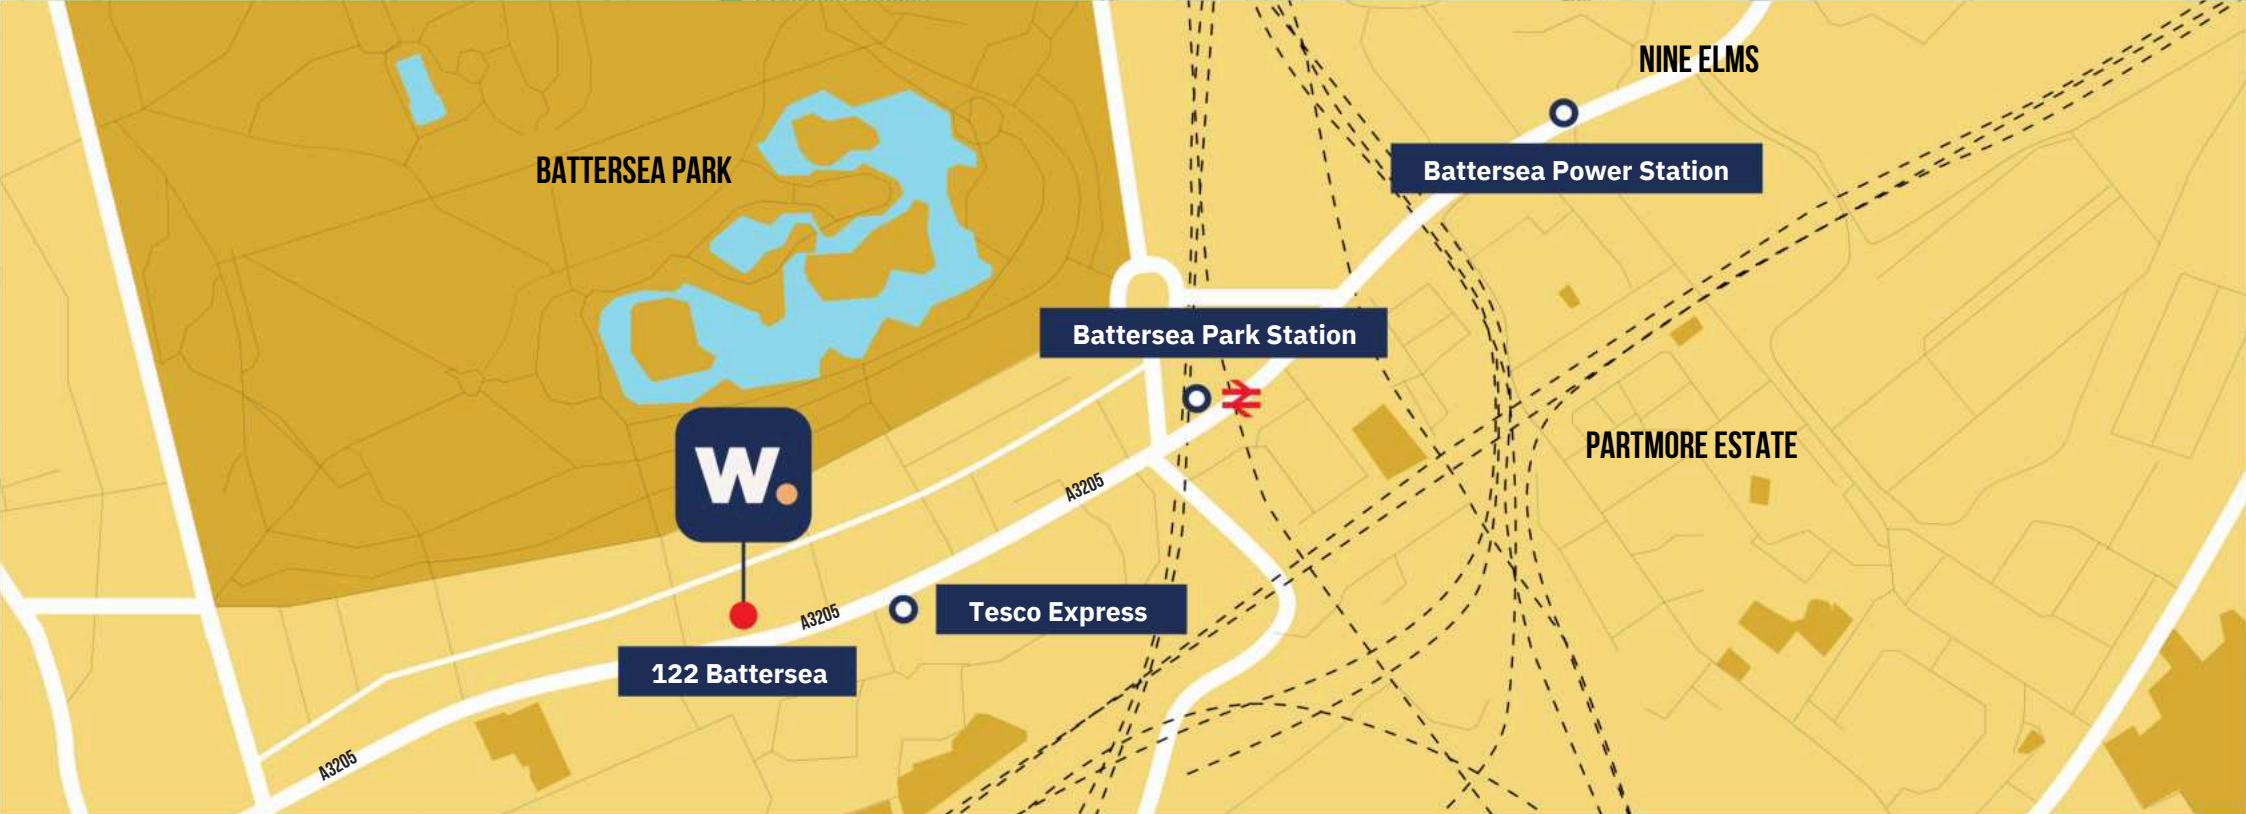 NINE ELMS
BATTERSEA PARK
Battersea Power Station
Battersea Park Station
PARTMORE ESTATE
W.
A3205
Tesco Express
A3205
122 Battersea
A3205